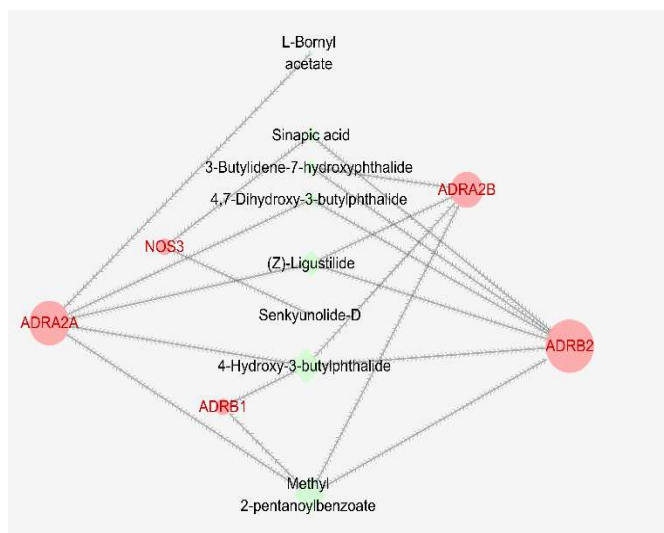 L-Bornyl
acetate
Sinapic acid
3-Butylidene-7-hydroxyphthalide
ADRA2B
4,7-Dihydroxy-3-butylphthalide
NOS3
(Z)-Ligustilide
Senkyunolide-D
ADRA2A
ADRB2
4-Hydroxy-3-butylphthalide
ADRB1
Methyl
2-pentanoylbenzoate